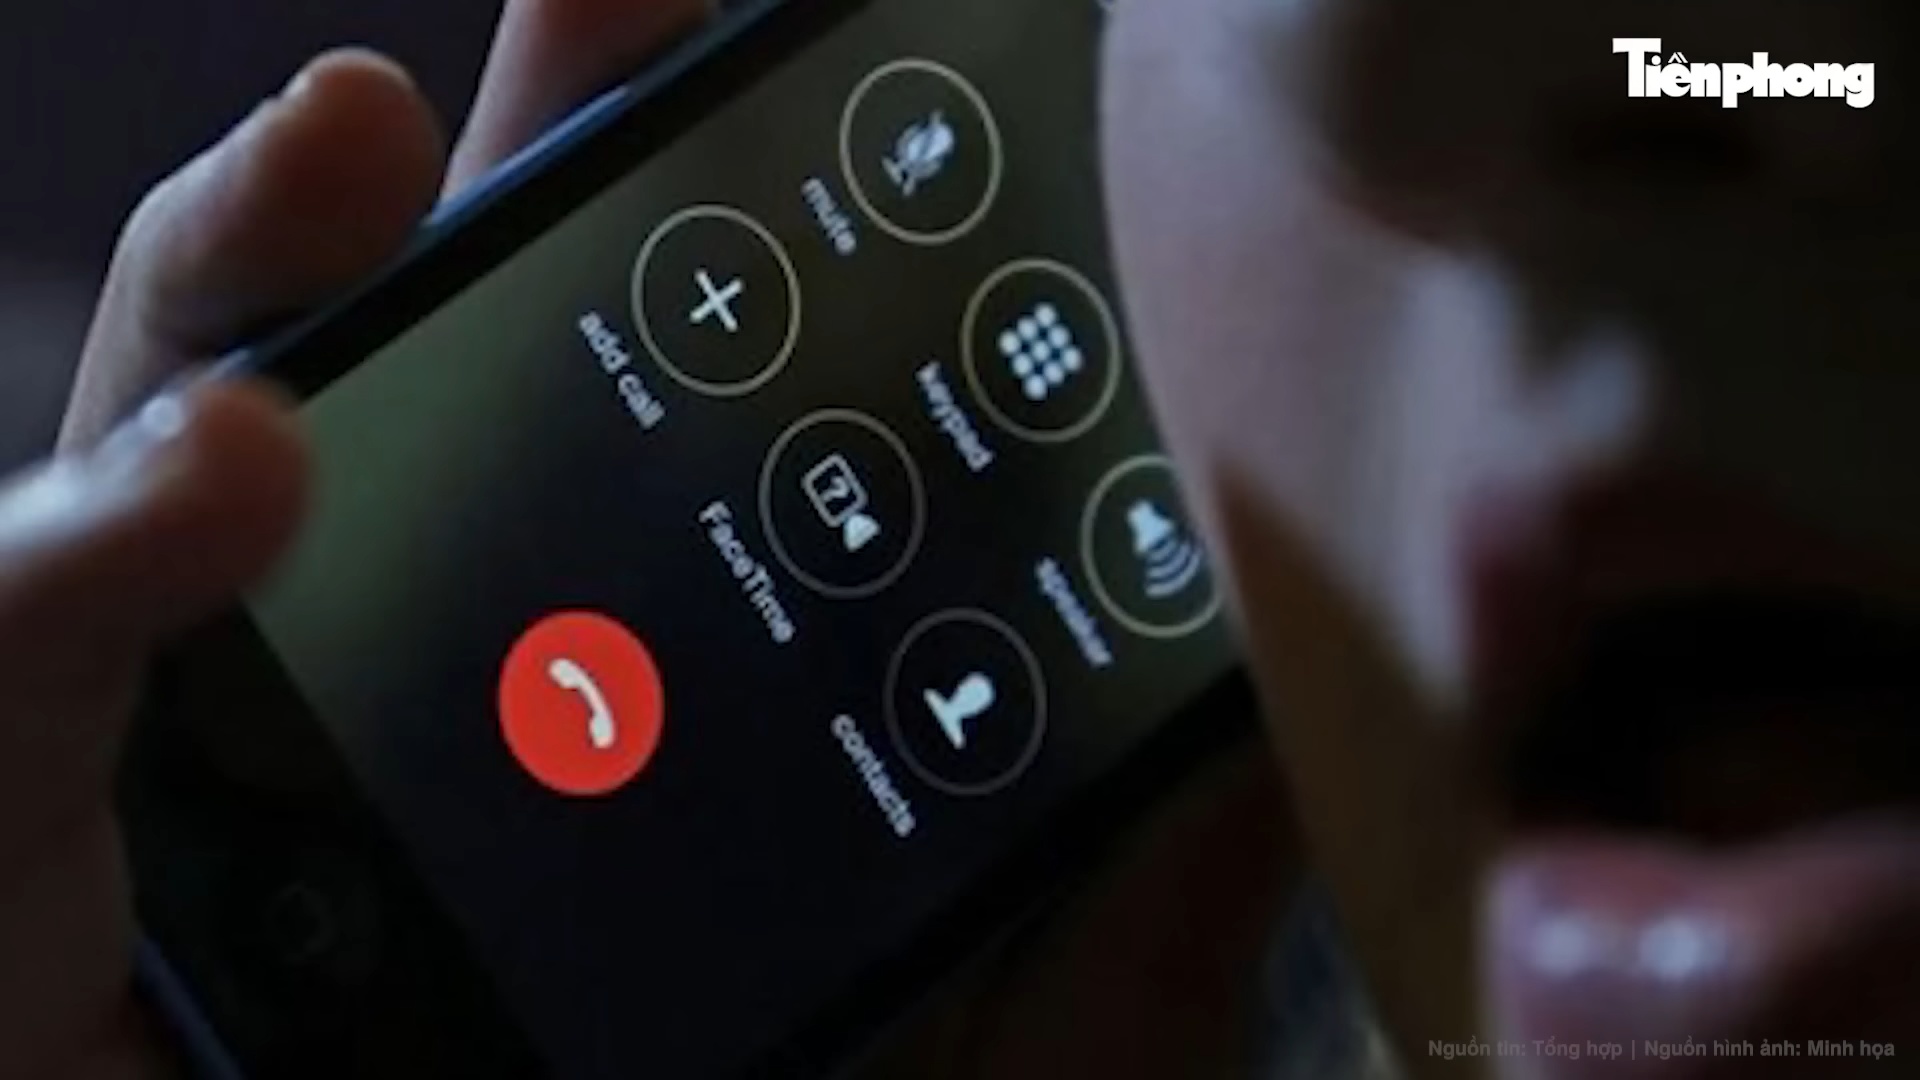 Tiềnphong
mute
add call
keypad
FaceTime
speaker
contacts
Nguồn tin: Tổng hợp | Nguồn hình ảnh: Minh họa